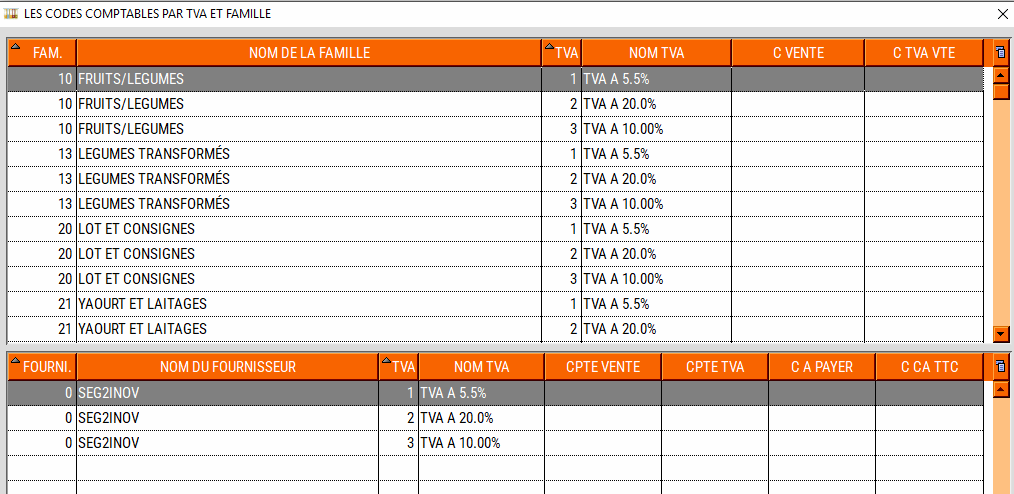 LES CODES COMPTABLES PAR TVA ET FAMILLE
FAM. NOM DE LA FAMILLE TVA NOM TVA C VENTE C TVA VTE
10 FRUITS/LEGUMES 1 TVA A 5.5%
10 FRUITS/LEGUMES 2 TVA A 20.0%
10 FRUITS/LEGUMES 3 TVA A 10.00%
13 LEGUMES TRANSFORMÉS 1 TVA A 5.5%
13 LEGUMES TRANSFORMÉS 2 TVA A 20.0%
13 LEGUMES TRANSFORMÉS 3 TVA A 10.00%
20 LOT ET CONSIGNES 1 TVA A 5.5%
20 LOT ET CONSIGNES 2 TVA A 20.0%
20 LOT ET CONSIGNES 3 TVA A 10.00%
21 YAOURT ET LAITAGES 1 TVA A 5.5%
21 YAOURT ET LAITAGES 2 TVA A 20.0%
FOURNI. NOM DU FOURNISSEUR TVA NOM TVA CPTE VENTE CPTE TVA C A PAYER C CA TTC
0 SEG2INOV 1 TVA A 5.5%
0 SEG2INOV 2 TVA A 20.0%
0 SEG2INOV 3 TVA A 10.00%